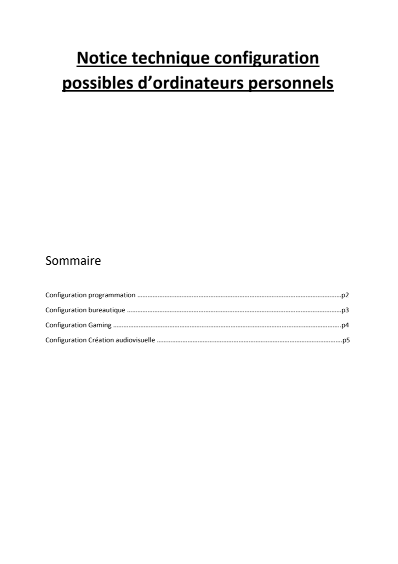 Notice technique configuration
possibles d’ordinateurs personnels
Sommaire
Configuration programmation ................................................................................................p2
Configuration bureautique .....................................................................................................p3
Configuration Gaming ...........................................................................................................p4
Configuration Création audiovisuelle .......................................................................................p5